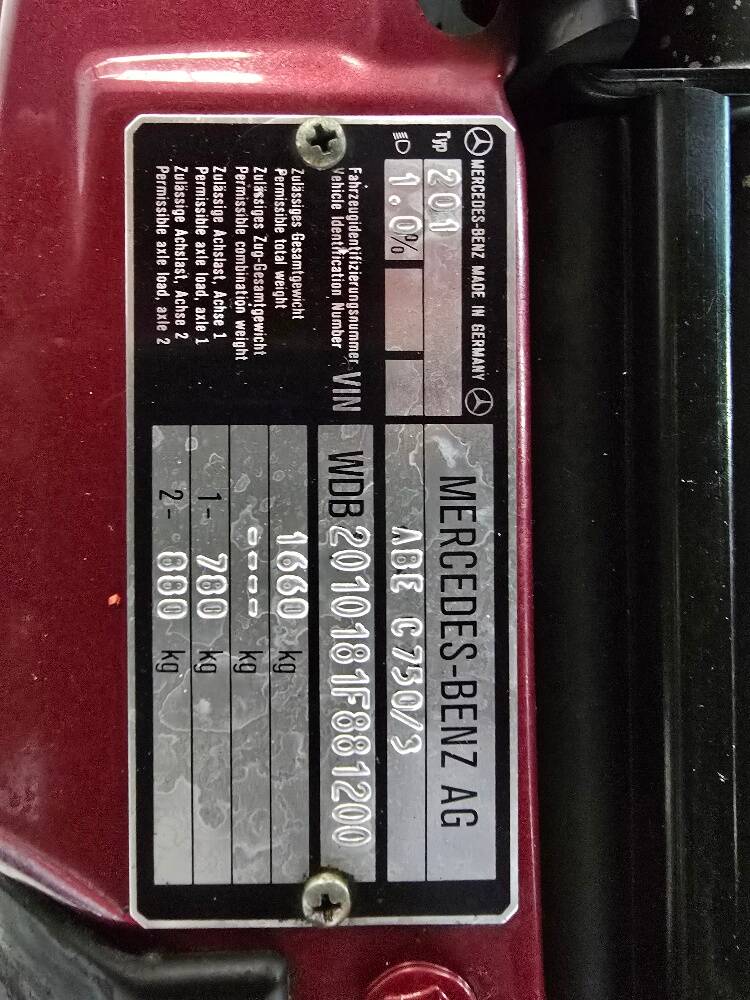 MERCEDES-BENZ MADE IN GERMANY
Typ 201
1.0%
MERCEDES-BENZ AG
ABE C750/3
Fahrzeugidentifizierungsnummer
Vehicle Identification Number
VIN
WDB2010181F881200
Zulässiges Gesamtgewicht
Permissible total weight
1660 kg
Zulässiges Zug-Gesamtgewicht
Permissible combination weight
---- kg
Zulässige Achslast, Achse 1
Permissible axle load, axle 1
1- 780 kg
Zulässige Achslast, Achse 2
Permissible axle load, axle 2
2- 880 kg